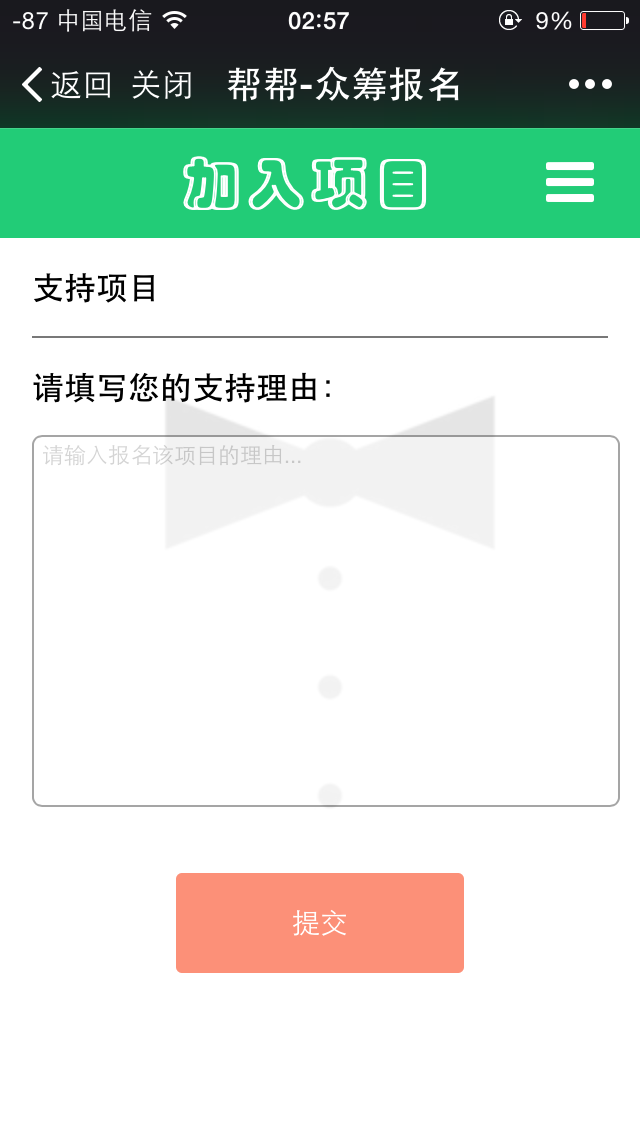 -87 中国电信 02:57 9%
返回 关闭 帮帮-众筹报名
加入项目
支持项目
请填写您的支持理由:
请输入报名该项目的理由...
提交